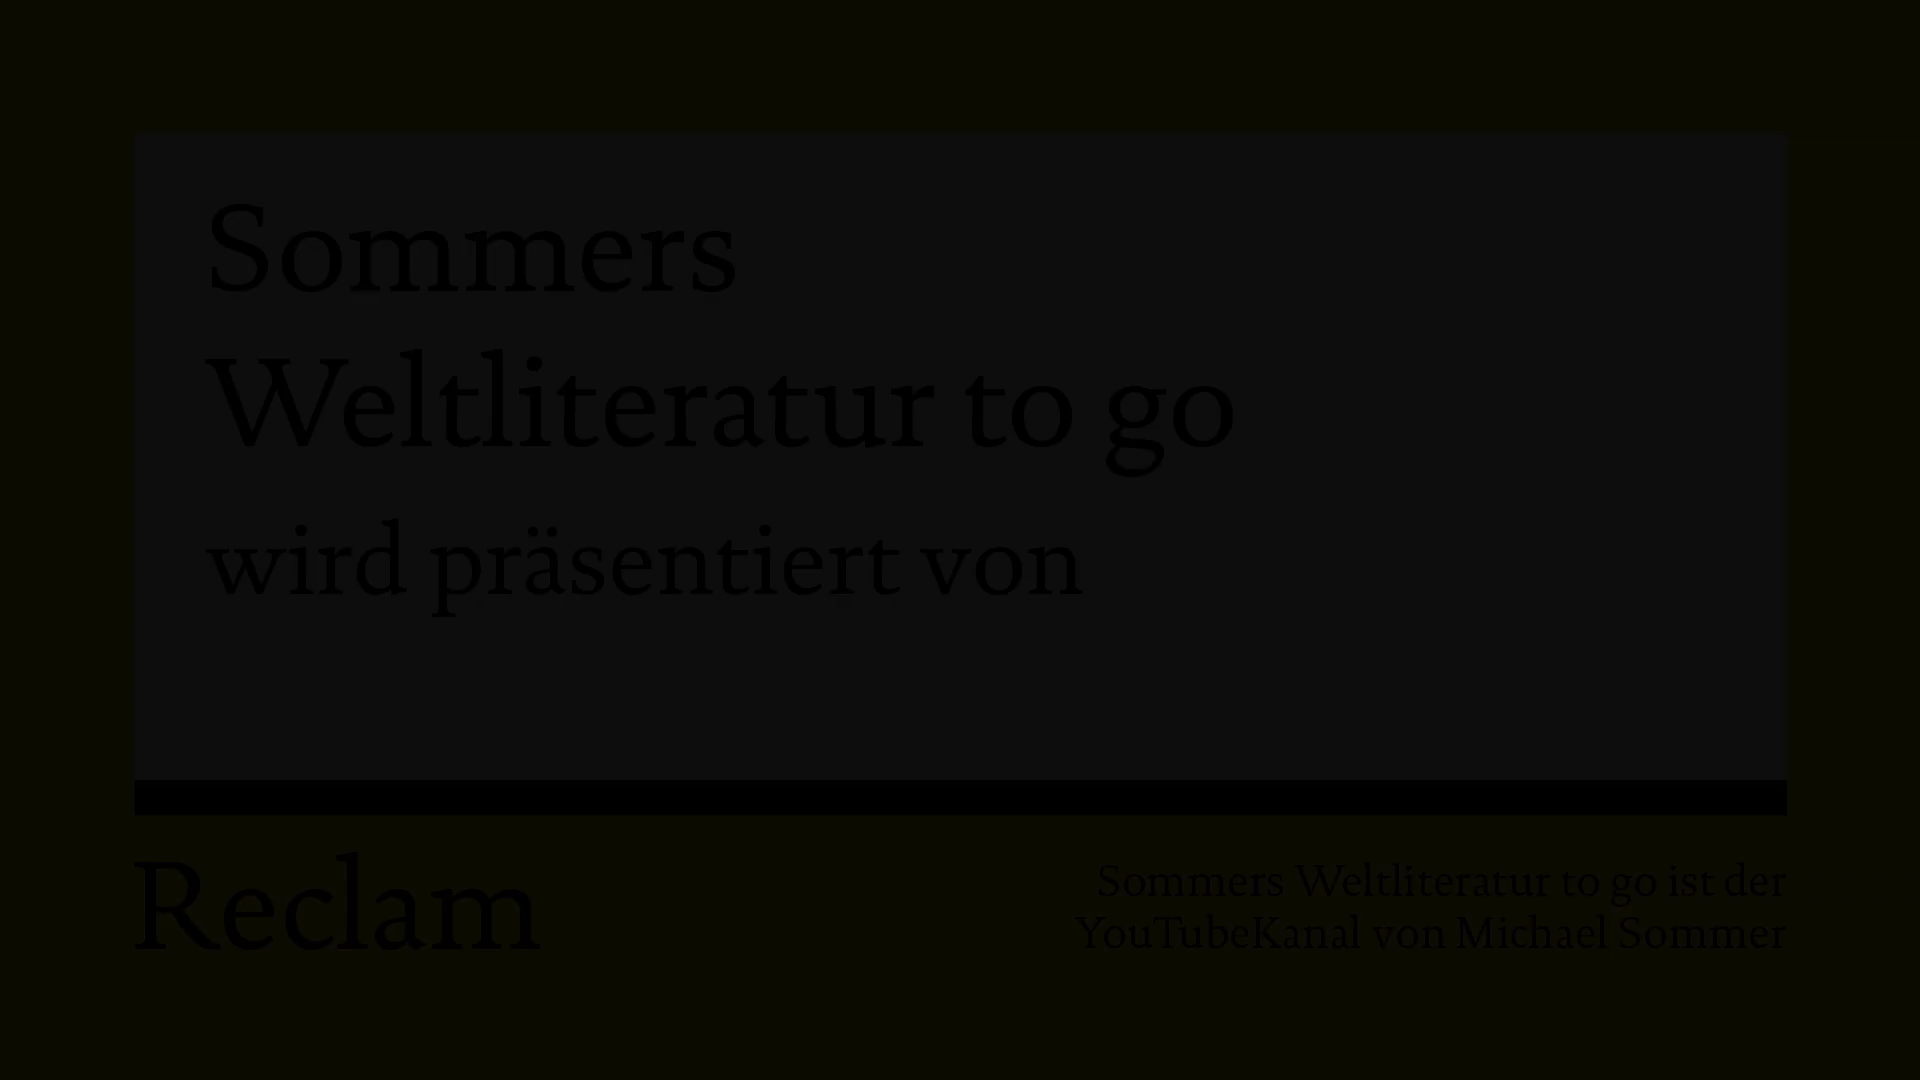 Sommers
Weltliteratur to go
wird präsentiert von
Reclam
Sommers Weltliteratur to go ist der
YouTubeKanal von Michael Sommer